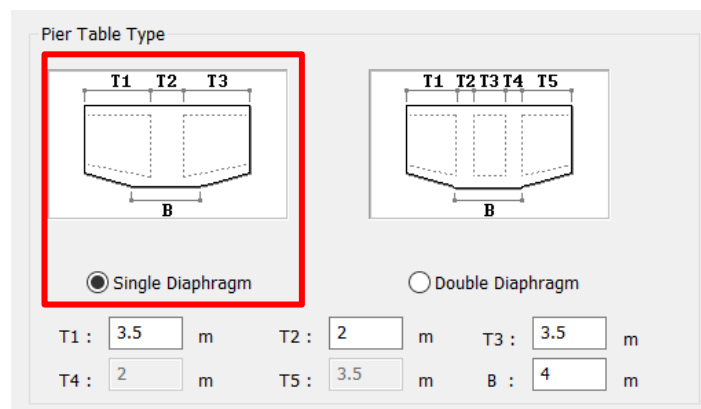 Pier Table Type
T1 T2 T3
B
T1 T2 T3 T4 T5
B
Single Diaphragm
Double Diaphragm
T1 : 3.5 m T2 : 2 m T3 : 3.5 m
T4 : 2 m T5 : 3.5 m B : 4 m